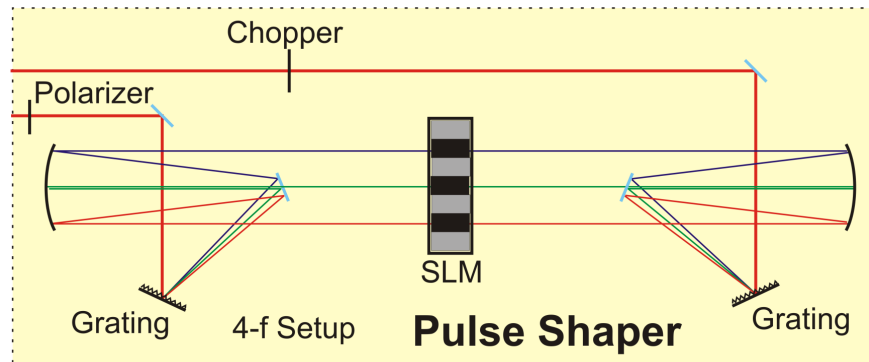 Chopper
Polarizer
SLM
Grating
4-f Setup
Pulse Shaper
Grating